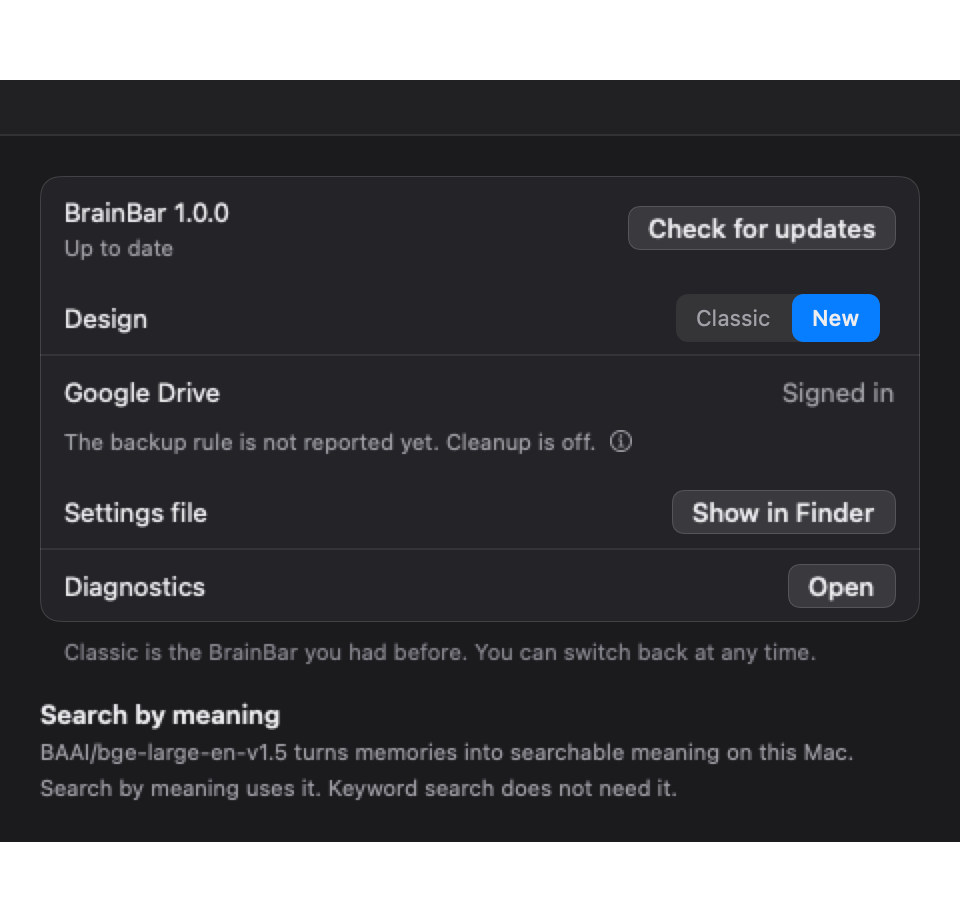 BrainBar 1.0.0
Up to date
Check for updates
Design
Classic
New
Google Drive
Signed in
The backup rule is not reported yet. Cleanup is off.
Settings file
Show in Finder
Diagnostics
Open
Classic is the BrainBar you had before. You can switch back at any time.
Search by meaning
BAAI/bge-large-en-v1.5 turns memories into searchable meaning on this Mac.
Search by meaning uses it. Keyword search does not need it.